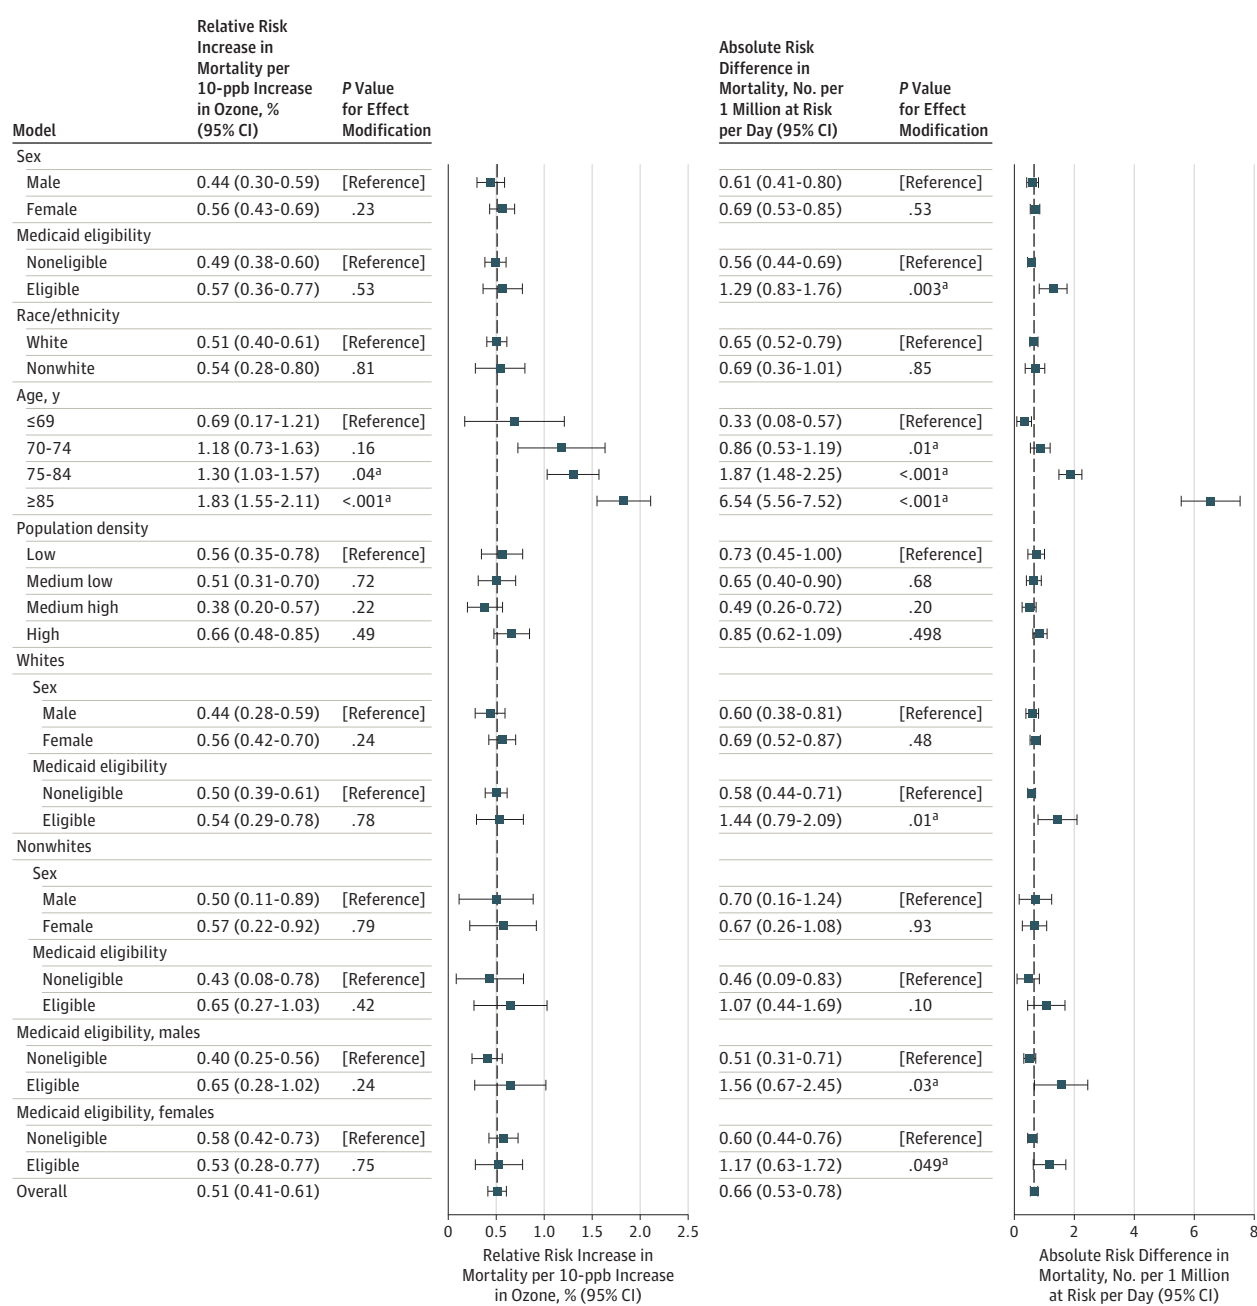 Relative Risk
Increase in
Mortality per
10-ppb Increase
in Ozone, %
(95% CI)
P Value
for Effect
Modification
Absolute Risk
Difference in
Mortality, No. per
1 Million at Risk
per Day (95% CI)
P Value
for Effect
Modification
Model
Sex
Male 0.44 (0.30-0.59) [Reference] 0.61 (0.41-0.80) [Reference]
Female 0.56 (0.43-0.69) .23 0.69 (0.53-0.85) .53
Medicaid eligibility
Noneligible 0.49 (0.38-0.60) [Reference] 0.56 (0.44-0.69) [Reference]
Eligible 0.57 (0.36-0.77) .53 1.29 (0.83-1.76) .003a
Race/ethnicity
White 0.51 (0.40-0.61) [Reference] 0.65 (0.52-0.79) [Reference]
Nonwhite 0.54 (0.28-0.80) .81 0.69 (0.36-1.01) .85
Age, y
≤69 0.69 (0.17-1.21) [Reference] 0.33 (0.08-0.57) [Reference]
70-74 1.18 (0.73-1.63) .16 0.86 (0.53-1.19) .01a
75-84 1.30 (1.03-1.57) .04a 1.87 (1.48-2.25) <.001a
≥85 1.83 (1.55-2.11) <.001a 6.54 (5.56-7.52) <.001a
Population density
Low 0.56 (0.35-0.78) [Reference] 0.73 (0.45-1.00) [Reference]
Medium low 0.51 (0.31-0.70) .72 0.65 (0.40-0.90) .68
Medium high 0.38 (0.20-0.57) .22 0.49 (0.26-0.72) .20
High 0.66 (0.48-0.85) .49 0.85 (0.62-1.09) .498
Whites
Sex
Male 0.44 (0.28-0.59) [Reference] 0.60 (0.38-0.81) [Reference]
Female 0.56 (0.42-0.70) .24 0.69 (0.52-0.87) .48
Medicaid eligibility
Noneligible 0.50 (0.39-0.61) [Reference] 0.58 (0.44-0.71) [Reference]
Eligible 0.54 (0.29-0.78) .78 1.44 (0.79-2.09) .01a
Nonwhites
Sex
Male 0.50 (0.11-0.89) [Reference] 0.70 (0.16-1.24) [Reference]
Female 0.57 (0.22-0.92) .79 0.67 (0.26-1.08) .93
Medicaid eligibility
Noneligible 0.43 (0.08-0.78) [Reference] 0.46 (0.09-0.83) [Reference]
Eligible 0.65 (0.27-1.03) .42 1.07 (0.44-1.69) .10
Medicaid eligibility, males
Noneligible 0.40 (0.25-0.56) [Reference] 0.51 (0.31-0.71) [Reference]
Eligible 0.65 (0.28-1.02) .24 1.56 (0.67-2.45) .03a
Medicaid eligibility, females
Noneligible 0.58 (0.42-0.73) [Reference] 0.60 (0.44-0.76) [Reference]
Eligible 0.53 (0.28-0.77) .75 1.17 (0.63-1.72) .049a
Overall 0.51 (0.41-0.61) 0.66 (0.53-0.78)
0 0.5 1.0 1.5 2.0 2.5
Relative Risk Increase in
Mortality per 10-ppb Increase
in Ozone, % (95% CI)
0 2 4 6 8
Absolute Risk Difference in
Mortality, No. per 1 Million
at Risk per Day (95% CI)